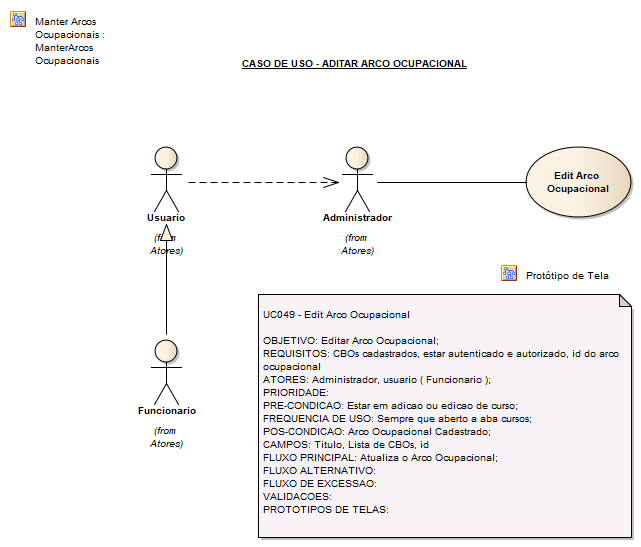 Manter Arcos
Ocupacionais :
ManterArcos
Ocupacionais
CASO DE USO - ADITAR ARCO OCUPACIONAL
Edit Arco
Ocupacional
Usuario
Administrador
(from
Atores)
(from
Atores)
Protótipo de Tela
UC049 - Edit Arco Ocupacional
OBJETIVO: Editar Arco Ocupacional;
REQUISITOS: CBOs cadastrados, estar autenticado e autorizado, id do arco
ocupacional
ATORES: Administrador, usuario ( Funcionario );
PRIORIDADE:
PRE-CONDICAO: Estar em adicao ou edicao de curso;
FREQUENCIA DE USO: Sempre que aberto a aba cursos;
POS-CONDICAO: Arco Ocupacional Cadastrado;
CAMPOS: Titulo, Lista de CBOs, id
FLUXO PRINCIPAL: Atualiza o Arco Ocupacional;
FLUXO ALTERNATIVO:
FLUXO DE EXCESSAO:
VALIDACOES:
PROTOTIPOS DE TELAS:
Funcionario
(from
Atores)